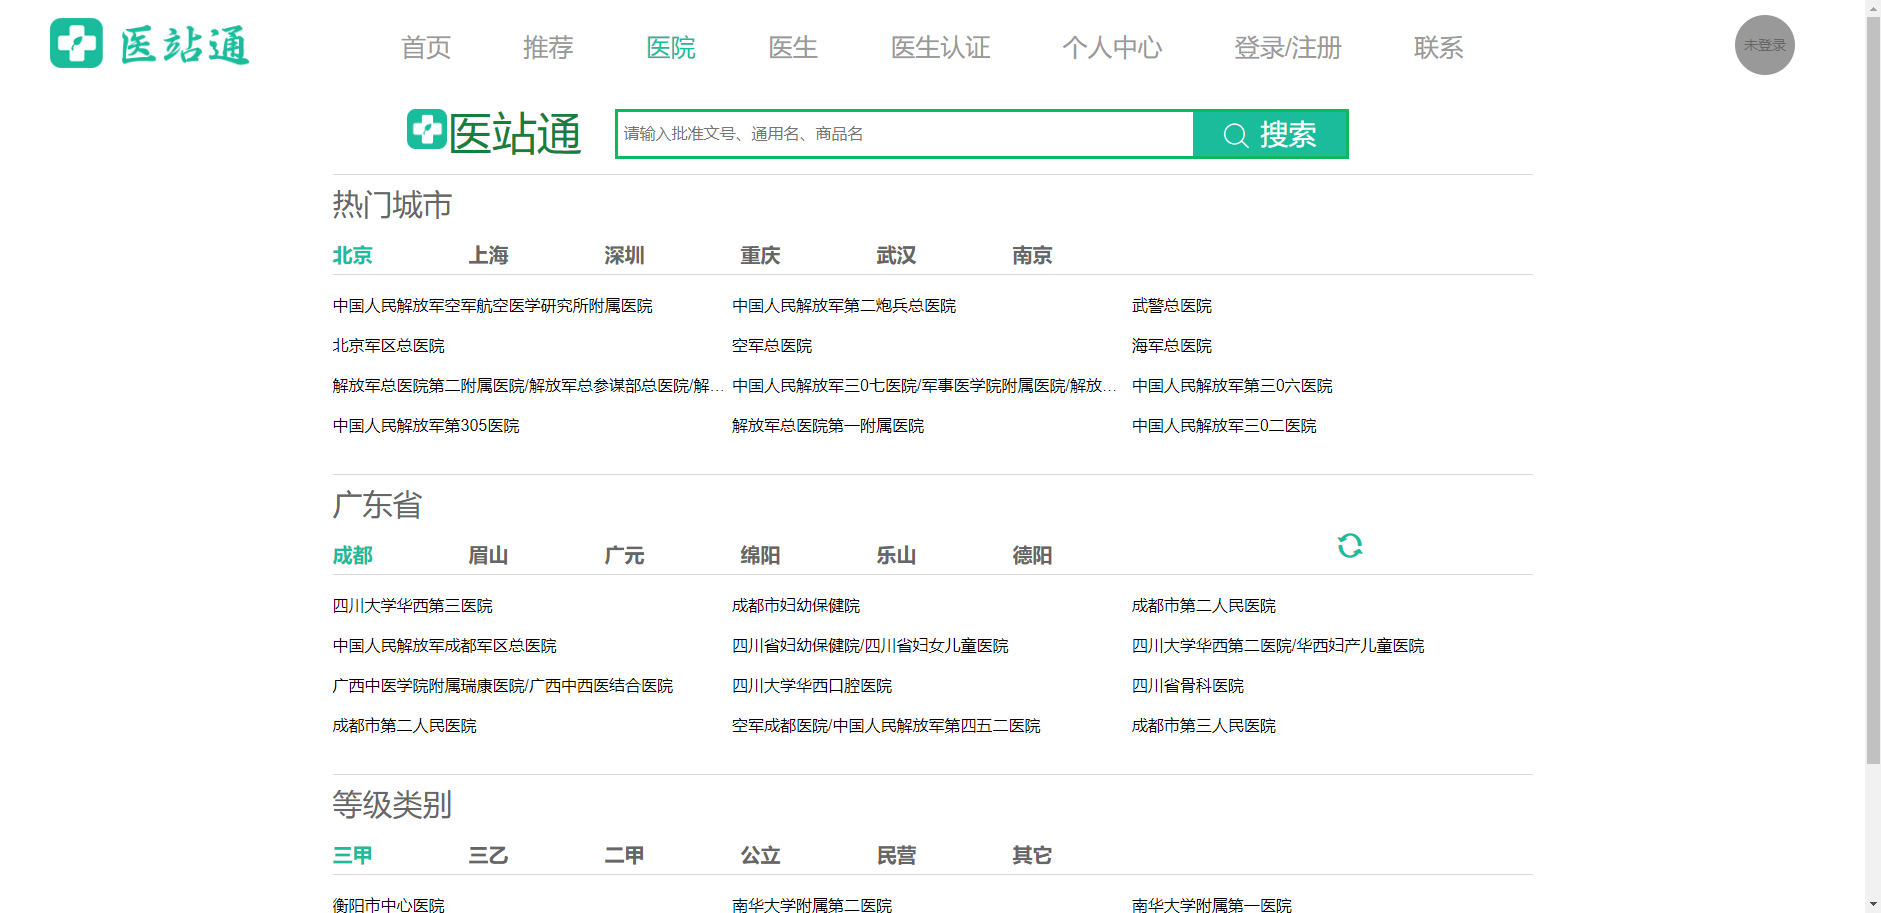 医站通 首页 推荐 医院 医生 医生认证 个人中心 登录/注册 联系 未登录
医站通 请输入批准文号、通用名、商品名 搜索
热门城市
北京 上海 深圳 重庆 武汉 南京
中国人民解放军空军航空医学研究所附属医院 中国人民解放军第二炮兵总医院 武警总医院
北京军区总医院 空军总医院 海军总医院
解放军总医院第二附属医院/解放军总参谋部总医院/解... 中国人民解放军三0七医院/军事医学院附属医院/解放... 中国人民解放军第三0六医院
中国人民解放军第305医院 解放军总医院第一附属医院 中国人民解放军三0二医院
广东省
成都 眉山 广元 绵阳 乐山 德阳
四川大学华西第三医院 成都市妇幼保健院 成都市第二人民医院
中国人民解放军成都军区总医院 四川省妇幼保健院/四川省妇女儿童医院 四川大学华西第二医院/华西妇产儿童医院
广西中医学院附属瑞康医院/广西中西医结合医院 四川大学华西口腔医院 四川省骨科医院
成都市第二人民医院 空军成都医院/中国人民解放军第四五二医院 成都市第三人民医院
等级类别
三甲 三乙 二甲 公立 民营 其它
衡阳市中心医院 南华大学附属第二医院 南华大学附属第一医院